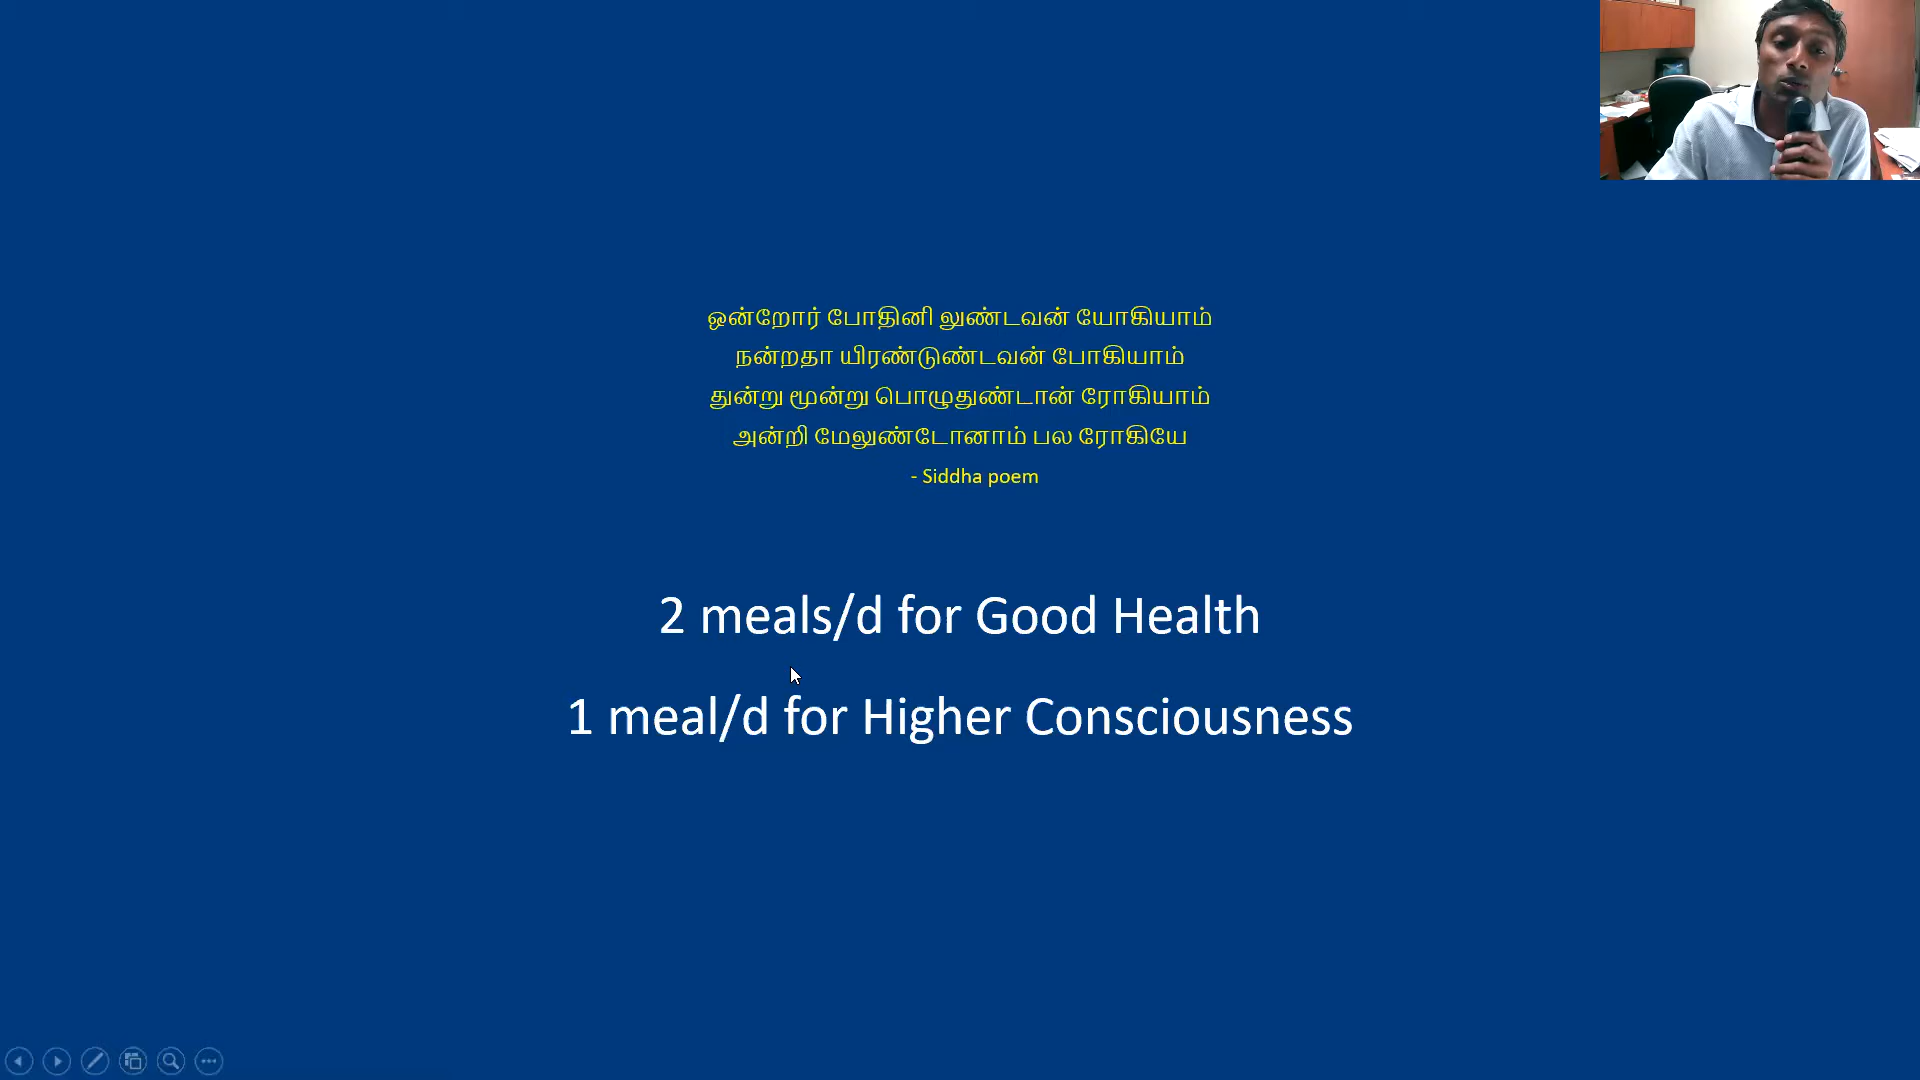 ஒன்றோர் போதினி லுண்டவன் யோகியாம்
நன்றதா யிரண்டுண்டவன் போகியாம்
துன்று மூன்று பொழுதுண்டான் ரோகியாம்
அன்றி மேலுண்டோனாம் பல ரோகியே
- Siddha poem
2 meals/d for Good Health
1 meal/d for Higher Consciousness